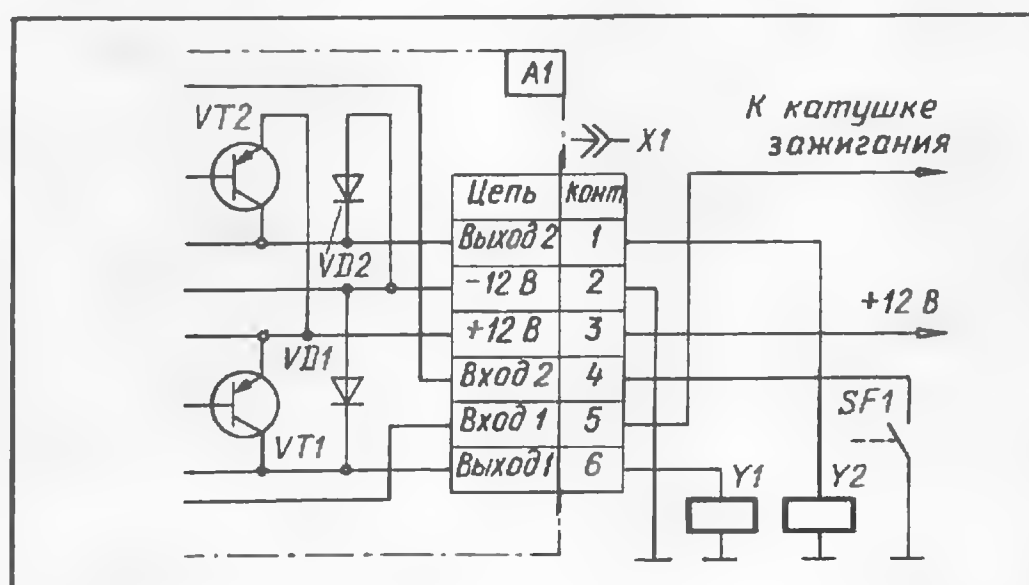 A1
VT2
К катушке
зажигания
X1
Цепь Конт
Выход 2 1
VD2
-12 В 2
+12 В
+12 В 3
VD1
Вход 2 4
SF1
Вход 1 5
VT1
Выход 1 6
Y1
Y2